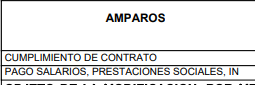 AMPAROS
CUMPLIMIENTO DE CONTRATO
PAGO SALARIOS, PRESTACIONES SOCIALES, IN